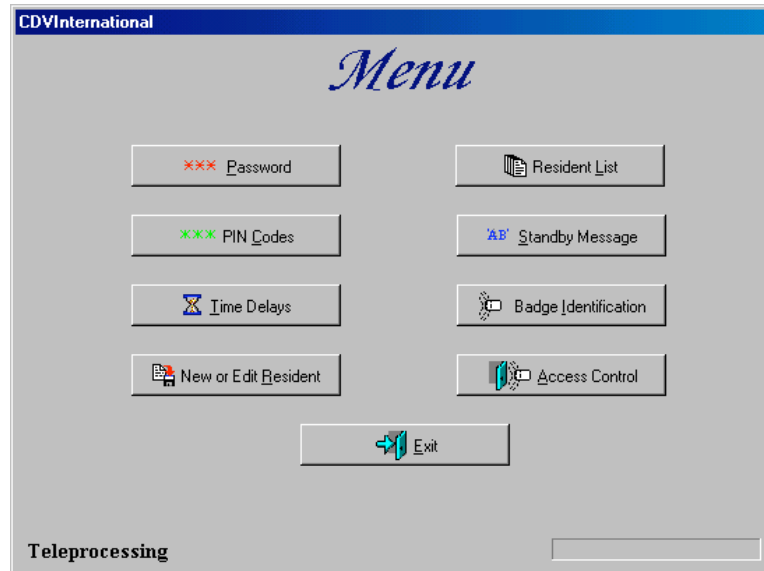 CDVInternational
Menu
*** Password
Resident List
*** PIN Codes
'AB' Standby Message
Time Delays
Badge Identification
New or Edit Resident
Access Control
Exit
Teleprocessing